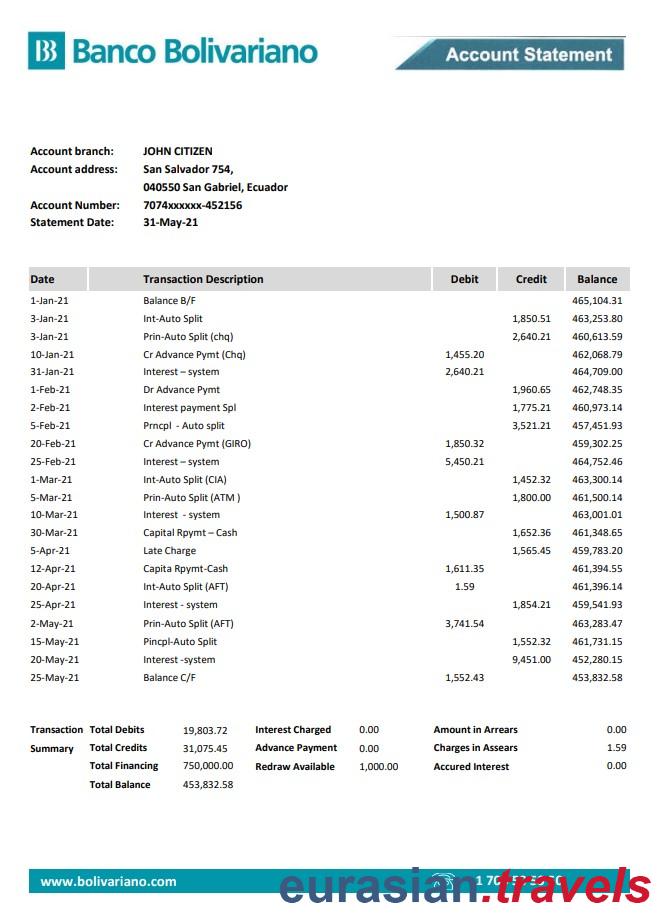 Banco Bolivariano
Account Statement
Account branch: JOHN CITIZEN
Account address: San Salvador 754,
040550 San Gabriel, Ecuador
Account Number: 7074xxxxxx-452156
Statement Date: 31-May-21
Date Transaction Description Debit Credit Balance
1-Jan-21 Balance B/F 465,104.31
3-Jan-21 Int-Auto Split 1,850.51 463,253.80
3-Jan-21 Prin-Auto Split (chq) 2,640.21 460,613.59
10-Jan-21 Cr Advance Pymt (Chq) 1,455.20 462,068.79
31-Jan-21 Interest – system 2,640.21 464,709.00
1-Feb-21 Dr Advance Pymt 1,960.65 462,748.35
2-Feb-21 Interest payment Spl 1,775.21 460,973.14
5-Feb-21 Prncpl - Auto split 3,521.21 457,451.93
20-Feb-21 Cr Advance Pymt (GIRO) 1,850.32 459,302.25
25-Feb-21 Interest – system 5,450.21 464,752.46
1-Mar-21 Int-Auto Split (CIA) 1,452.32 463,300.14
5-Mar-21 Prin-Auto Split (ATM ) 1,800.00 461,500.14
10-Mar-21 Interest - system 1,500.87 463,001.01
30-Mar-21 Capital Rpymt – Cash 1,652.36 461,348.65
5-Apr-21 Late Charge 1,565.45 459,783.20
12-Apr-21 Capita Rpymt-Cash 1,611.35 461,394.55
20-Apr-21 Int-Auto Split (AFT) 1.59 461,396.14
25-Apr-21 Interest - system 1,854.21 459,541.93
2-May-21 Prin-Auto Split (AFT) 3,741.54 463,283.47
15-May-21 Pincpl-Auto Split 1,552.32 461,731.15
20-May-21 Interest -system 9,451.00 452,280.15
25-May-21 Balance C/F 1,552.43 453,832.58
Transaction Total Debits 19,803.72 Interest Charged 0.00 Amount in Arrears 0.00
Summary Total Credits 31,075.45 Advance Payment 0.00 Charges in Assears 1.59
Total Financing 750,000.00 Redraw Available 1,000.00 Accured Interest 0.00
Total Balance 453,832.58
www.bolivariano.com
eurasian.travels